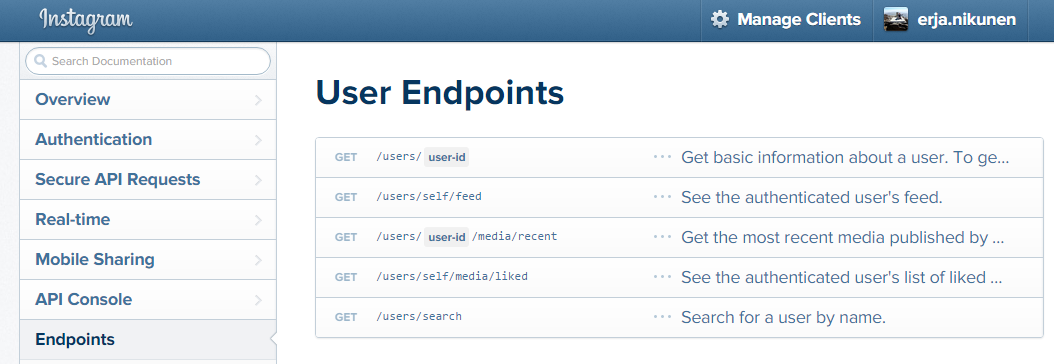 Instagram
Manage Clients
erja.nikunen
Search Documentation
Overview
Authentication
Secure API Requests
Real-time
Mobile Sharing
API Console
Endpoints
User Endpoints
GET /users/ user-id ··· Get basic information about a user. To ge...
GET /users/self/feed ··· See the authenticated user's feed.
GET /users/ user-id /media/recent ··· Get the most recent media published by ...
GET /users/self/media/liked ··· See the authenticated user's list of liked ...
GET /users/search ··· Search for a user by name.